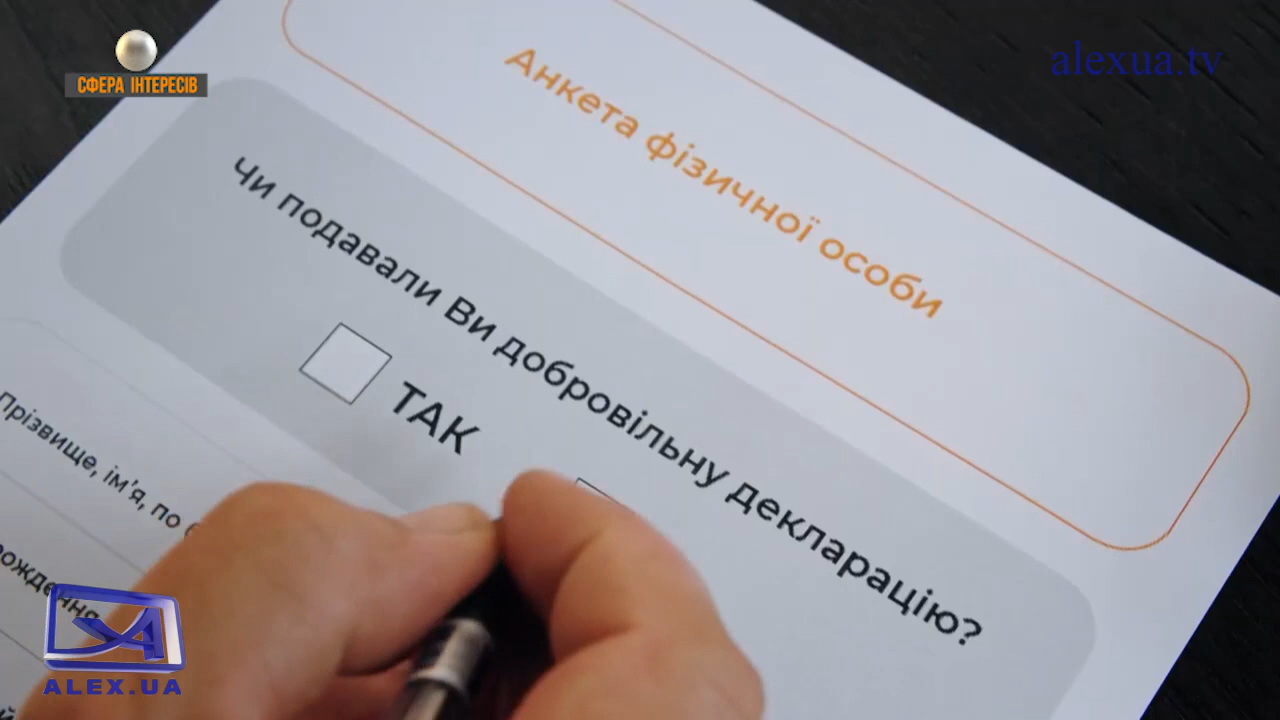 СФЕРА ІНТЕРЕСІВ
alexua.tv
Анкета фізичної особи
Чи подавали Ви добровільну декларацію?
ТАК
Прізвище, ім'я, по
ALEX.UA